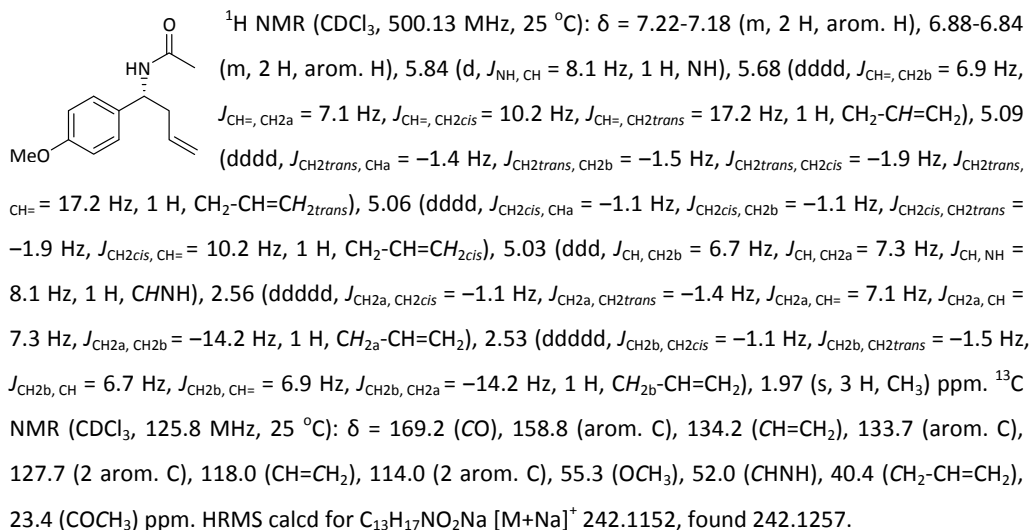 ¹H NMR (CDCl₃, 500.13 MHz, 25 °C): δ = 7.22-7.18 (m, 2 H, arom. H), 6.88-6.84
(m, 2 H, arom. H), 5.84 (d, J_NH, CH = 8.1 Hz, 1 H, NH), 5.68 (dddd, J_CH=, CH2b = 6.9 Hz,
J_CH=, CH2a = 7.1 Hz, J_CH=, CH2cis = 10.2 Hz, J_CH=, CH2trans = 17.2 Hz, 1 H, CH₂-CH=CH₂), 5.09
(dddd, J_CH2trans, CHa = –1.4 Hz, J_CH2trans, CH2b = –1.5 Hz, J_CH2trans, CH2cis = –1.9 Hz, J_CH2trans,
CH= = 17.2 Hz, 1 H, CH₂-CH=CH_2trans), 5.06 (dddd, J_CH2cis, CHa = –1.1 Hz, J_CH2cis, CH2b = –1.1 Hz, J_CH2cis, CH2trans =
–1.9 Hz, J_CH2cis, CH= = 10.2 Hz, 1 H, CH₂-CH=CH_2cis), 5.03 (ddd, J_CH, CH2b = 6.7 Hz, J_CH, CH2a = 7.3 Hz, J_CH, NH =
8.1 Hz, 1 H, CHNH), 2.56 (ddddd, J_CH2a, CH2cis = –1.1 Hz, J_CH2a, CH2trans = –1.4 Hz, J_CH2a, CH= = 7.1 Hz, J_CH2a, CH =
7.3 Hz, J_CH2a, CH2b = –14.2 Hz, 1 H, CH_2a-CH=CH₂), 2.53 (ddddd, J_CH2b, CH2cis = –1.1 Hz, J_CH2b, CH2trans = –1.5 Hz,
J_CH2b, CH = 6.7 Hz, J_CH2b, CH= = 6.9 Hz, J_CH2b, CH2a = –14.2 Hz, 1 H, CH_2b-CH=CH₂), 1.97 (s, 3 H, CH₃) ppm. ¹³C
NMR (CDCl₃, 125.8 MHz, 25 °C): δ = 169.2 (CO), 158.8 (arom. C), 134.2 (CH=CH₂), 133.7 (arom. C),
127.7 (2 arom. C), 118.0 (CH=CH₂), 114.0 (2 arom. C), 55.3 (OCH₃), 52.0 (CHNH), 40.4 (CH₂-CH=CH₂),
23.4 (COCH₃) ppm. HRMS calcd for C₁₃H₁₇NO₂Na [M+Na]⁺ 242.1152, found 242.1257.
O
HN
MeO